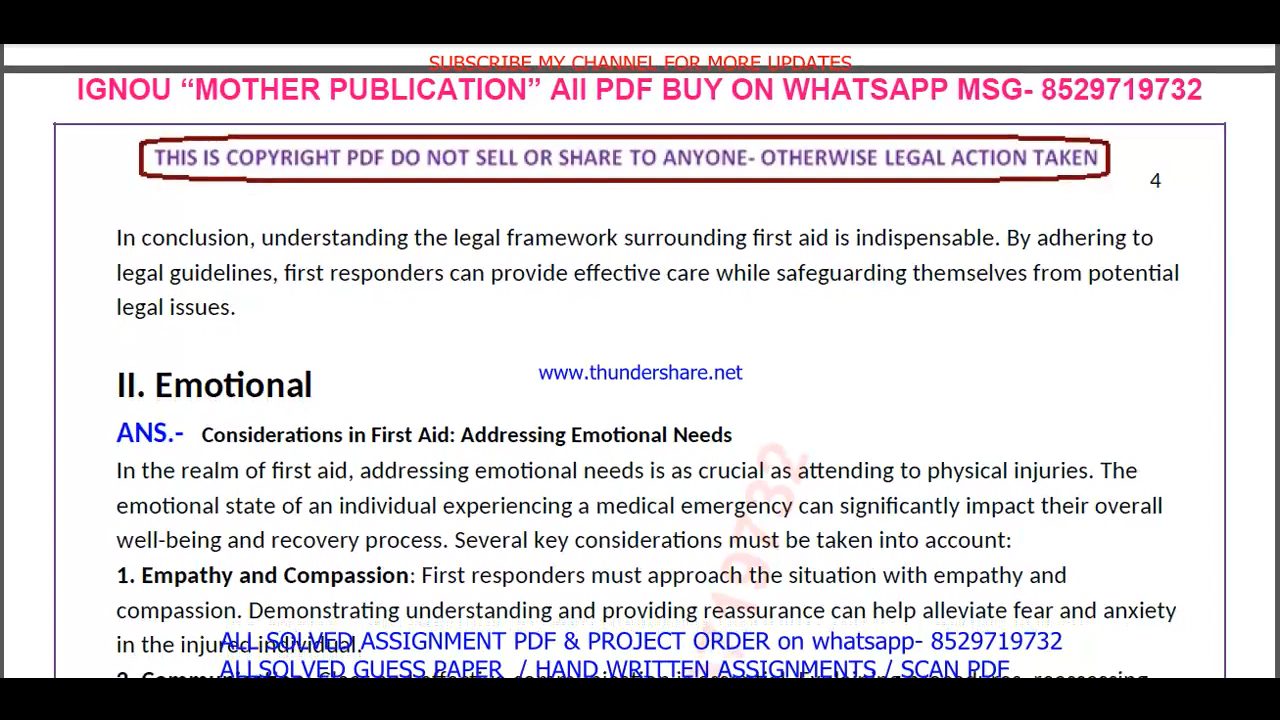 SUBSCRIBE MY CHANNEL FOR MORE UPDATES
IGNOU “MOTHER PUBLICATION” All PDF BUY ON WHATSAPP MSG- 8529719732
THIS IS COPYRIGHT PDF DO NOT SELL OR SHARE TO ANYONE- OTHERWISE LEGAL ACTION TAKEN
4
In conclusion, understanding the legal framework surrounding first aid is indispensable. By adhering to
legal guidelines, first responders can provide effective care while safeguarding themselves from potential
legal issues.
www.thundershare.net
II. Emotional
ANS.- Considerations in First Aid: Addressing Emotional Needs
In the realm of first aid, addressing emotional needs is as crucial as attending to physical injuries. The
emotional state of an individual experiencing a medical emergency can significantly impact their overall
well-being and recovery process. Several key considerations must be taken into account:
1. Empathy and Compassion: First responders must approach the situation with empathy and
compassion. Demonstrating understanding and providing reassurance can help alleviate fear and anxiety
in the injured individual.
ALL SOLVED ASSIGNMENT PDF & PROJECT ORDER on whatsapp- 8529719732
ALLSOLVED GUESS PAPER / HAND WRITTEN ASSIGNMENTS / SCAN PDF